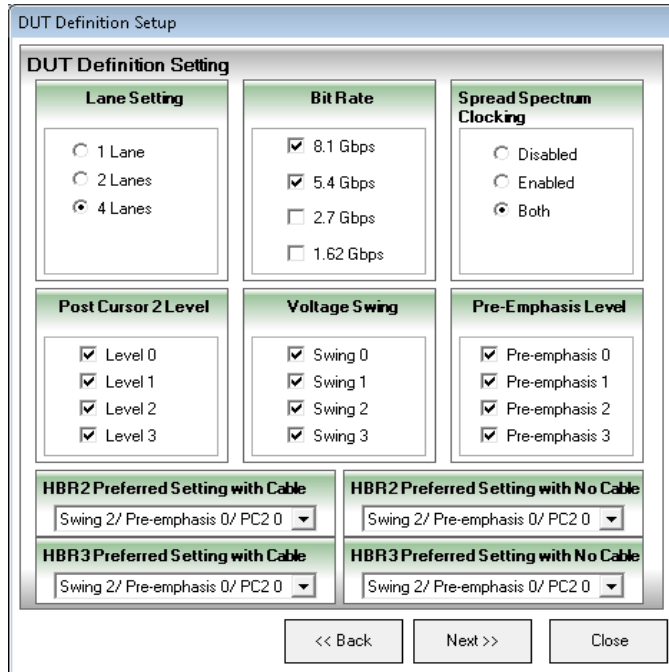 DUT Definition Setup
DUT Definition Setting
Lane Setting
1 Lane
2 Lanes
4 Lanes
Bit Rate
8.1 Gbps
5.4 Gbps
2.7 Gbps
1.62 Gbps
Spread Spectrum
Clocking
Disabled
Enabled
Both
Post Cursor 2 Level
Level 0
Level 1
Level 2
Level 3
Voltage Swing
Swing 0
Swing 1
Swing 2
Swing 3
Pre-Emphasis Level
Pre-emphasis 0
Pre-emphasis 1
Pre-emphasis 2
Pre-emphasis 3
HBR2 Preferred Setting with Cable
Swing 2/ Pre-emphasis 0/ PC2 0
HBR2 Preferred Setting with No Cable
Swing 2/ Pre-emphasis 0/ PC2 0
HBR3 Preferred Setting with Cable
Swing 2/ Pre-emphasis 0/ PC2 0
HBR3 Preferred Setting with No Cable
Swing 2/ Pre-emphasis 0/ PC2 0
<< Back
Next >>
Close